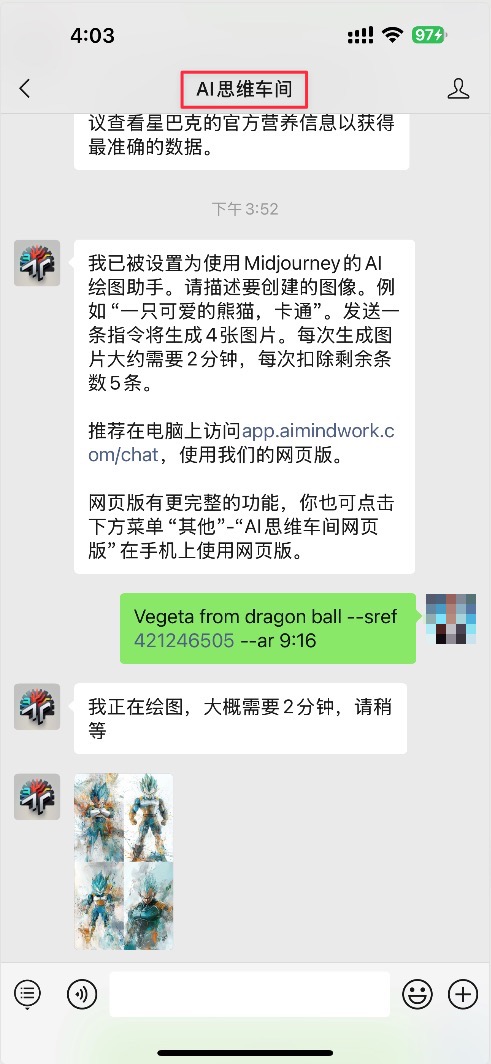 4:03
97
AI思维车间
议查看星巴克的官方营养信息以获得
最准确的数据。
下午 3:52
我已被设置为使用Midjourney的AI
绘图助手。请描述要创建的图像。例
如“一只可爱的熊猫，卡通”。发送一
条指令将生成4张图片。每次生成图
片大约需要2分钟，每次扣除剩余条
数5条。
推荐在电脑上访问app.aimindwork.c
om/chat，使用我们的网页版。
网页版有更完整的功能，你也可点击
下方菜单“其他”-“AI思维车间网页
版”在手机上使用网页版。
Vegeta from dragon ball --sref
421246505 --ar 9:16
我正在绘图，大概需要2分钟，请稍
等